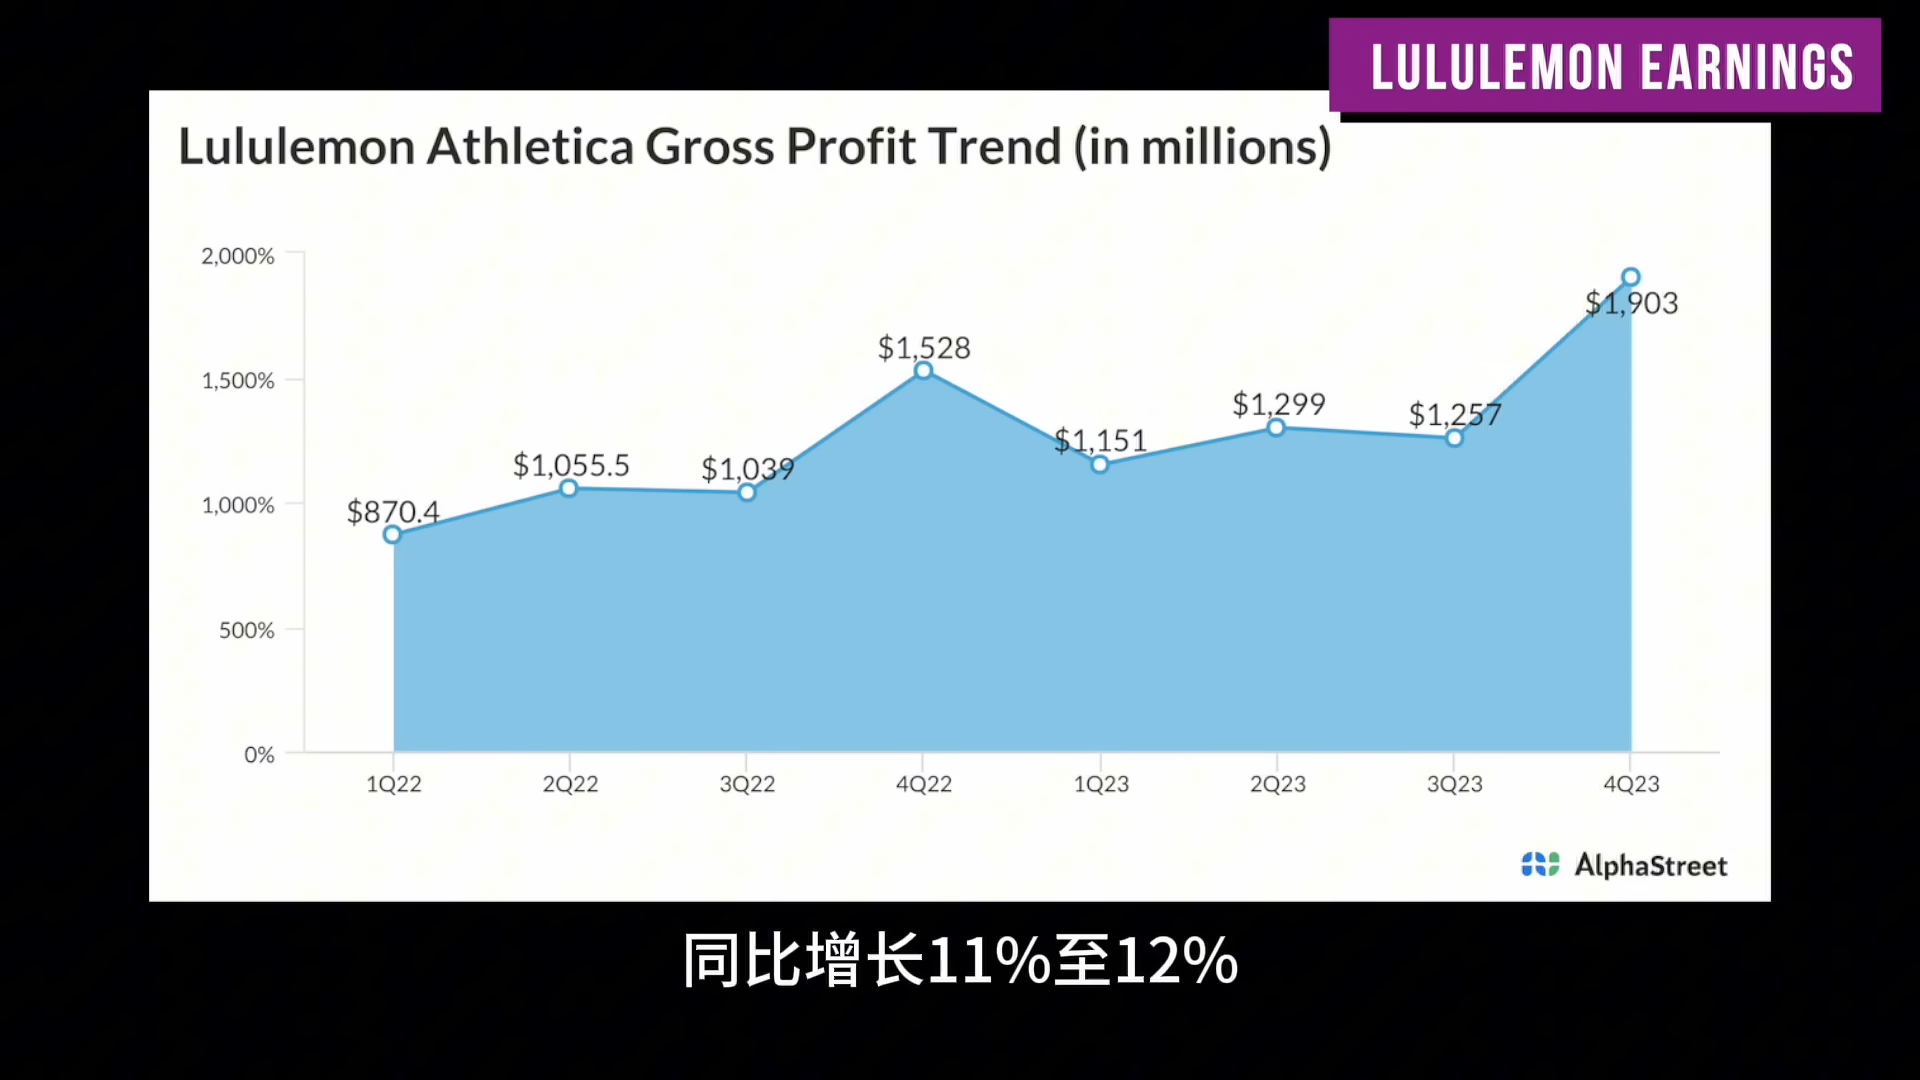 LULULEMON EARNINGS
Lululemon Athletica Gross Profit Trend (in millions)
2,000%
1,500%
1,000%
500%
0%
$870.4
$1,055.5
$1,039
$1,528
$1,151
$1,299
$1,257
$1,903
1Q22
2Q22
3Q22
4Q22
1Q23
2Q23
3Q23
4Q23
AlphaStreet
同比增长11%至12%